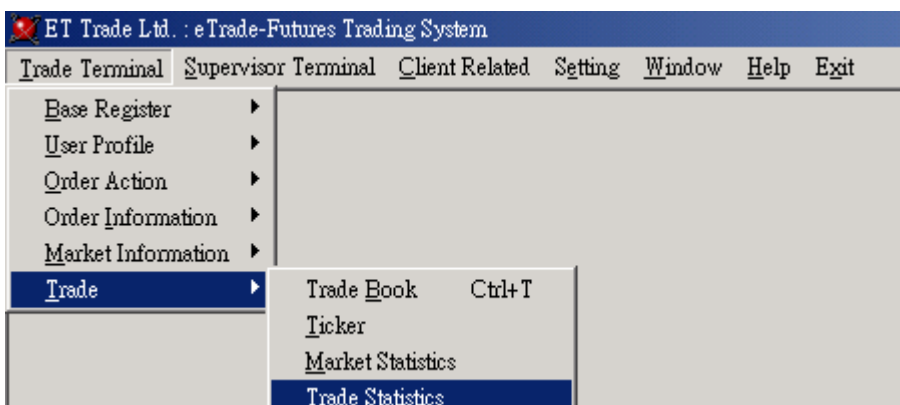 ET Trade Ltd. : eTrade-Futures Trading System
Trade Terminal Supervisor Terminal Client Related Setting Window Help Exit
Base Register
User Profile
Order Action
Order Information
Market Information
Trade
Trade Book Ctrl+T
Ticker
Market Statistics
Trade Statistics